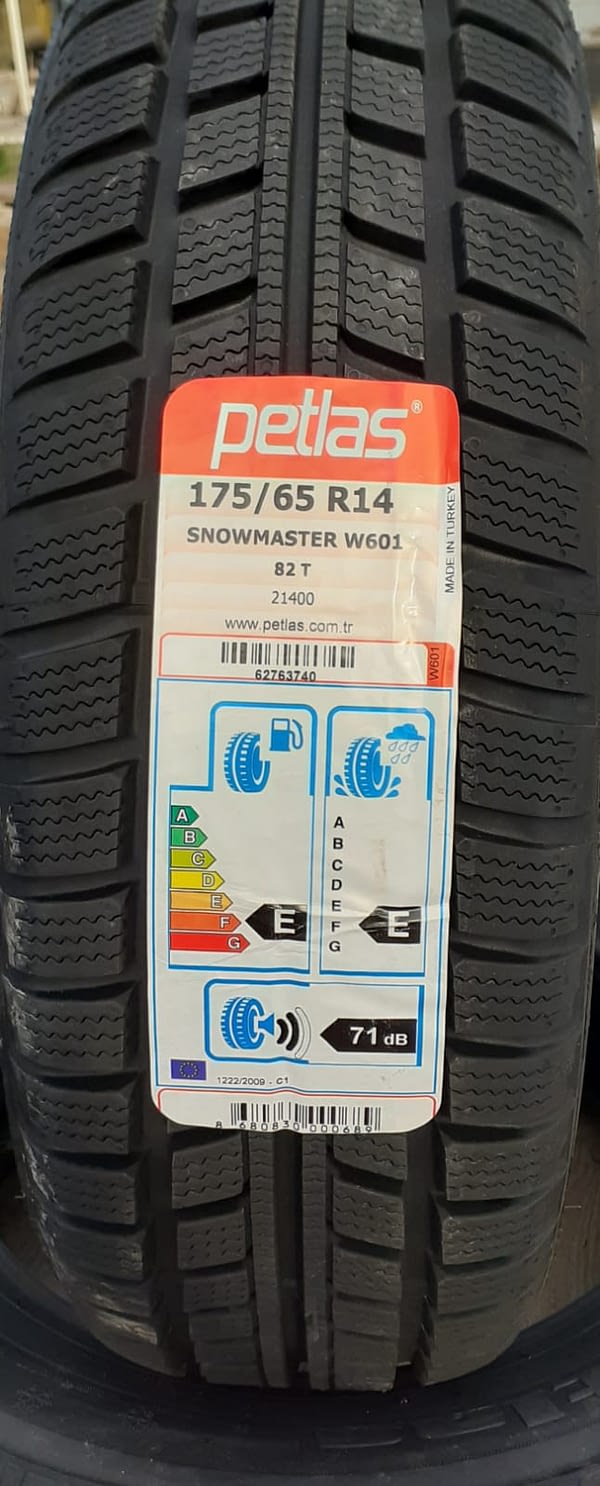 petlas®
175/65 R14
SNOWMASTER W601
82 T
21400
www.petlas.com.tr
MADE IN TURKEY
62763740
W601
A
B
C
D
E
F
G
E
A
B
C
D
E
F
G
E
71 dB
1222/2009 - C1
8 680830 000689